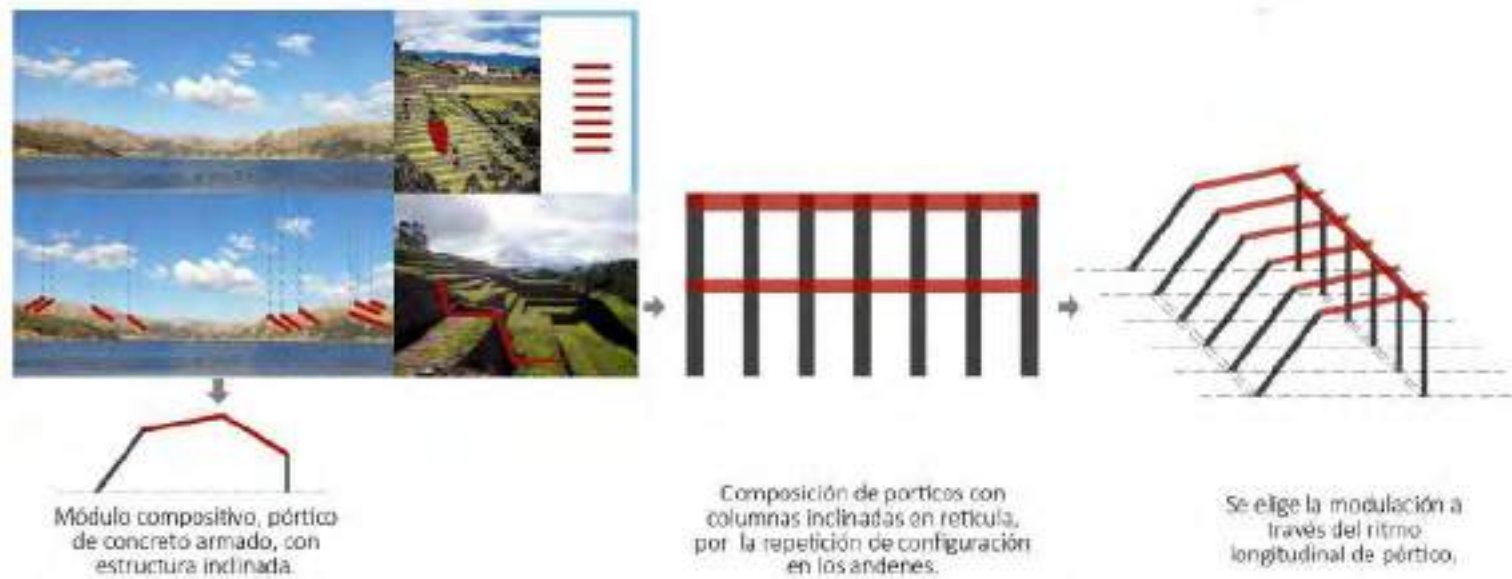 Módulo compositivo, pórtico
de concreto armado, con
estructura inclinada.
Composición de porticos con
columnas inclinadas en retícula,
por la repetición de configuración
en los andenes.
Se elige la modulación a
través del ritmo
longitudinal de pórtico.